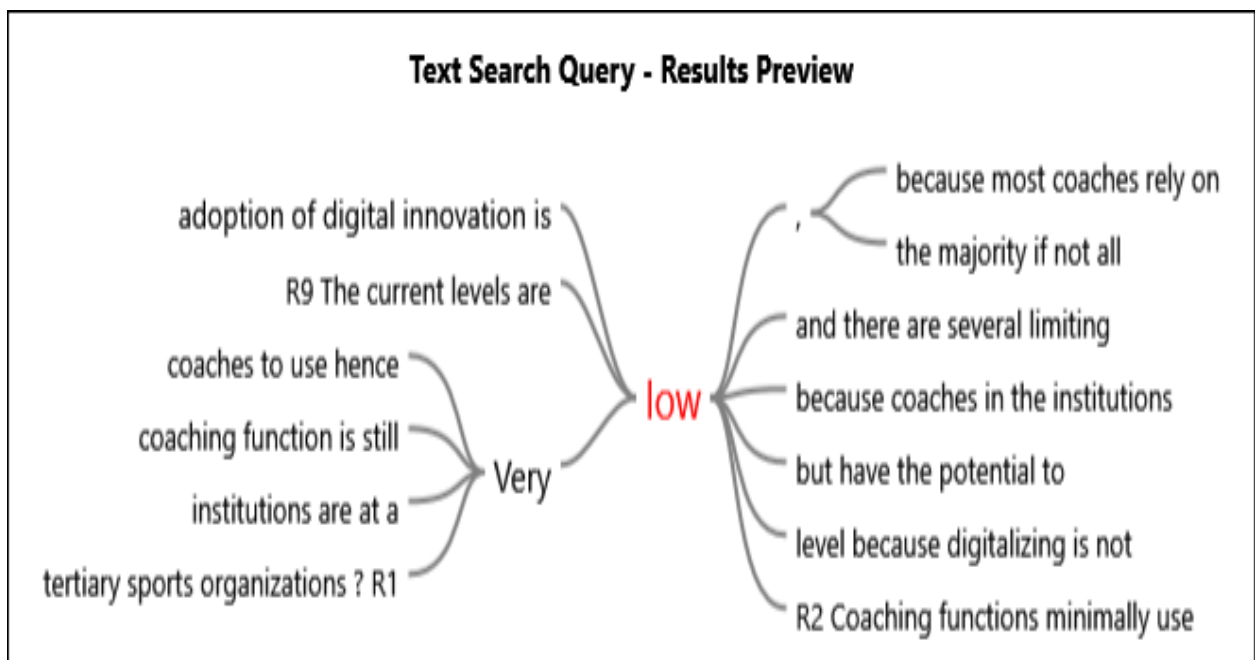 Text Search Query - Results Preview
adoption of digital innovation is
R9 The current levels are
coaches to use hence
coaching function is still
institutions are at a
tertiary sports organizations ? R1
Very
low
,
because most coaches rely on
the majority if not all
and there are several limiting
because coaches in the institutions
but have the potential to
level because digitalizing is not
R2 Coaching functions minimally use